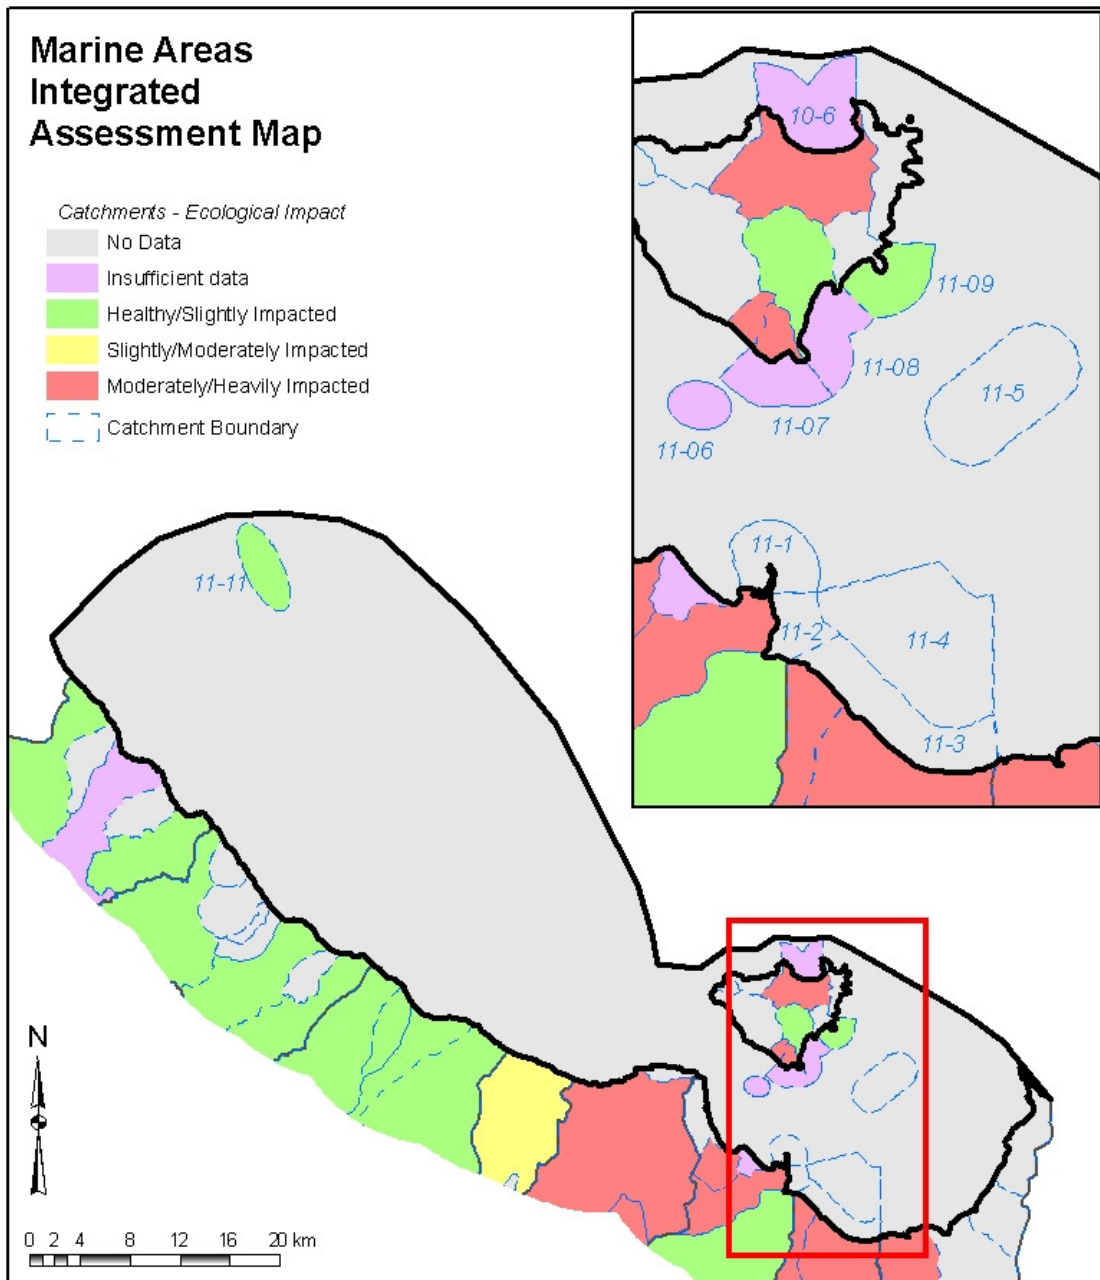 Marine Areas
Integrated
Assessment Map
Catchments - Ecological Impact
No Data
Insufficient data
Healthy/Slightly Impacted
Slightly/Moderately Impacted
Moderately/Heavily Impacted
Catchment Boundary
10-6
11-09
11-08
11-5
11-07
11-06
11-1
11-2
11-4
11-3
11-11
N
0 2 4 8 12 16 20 km